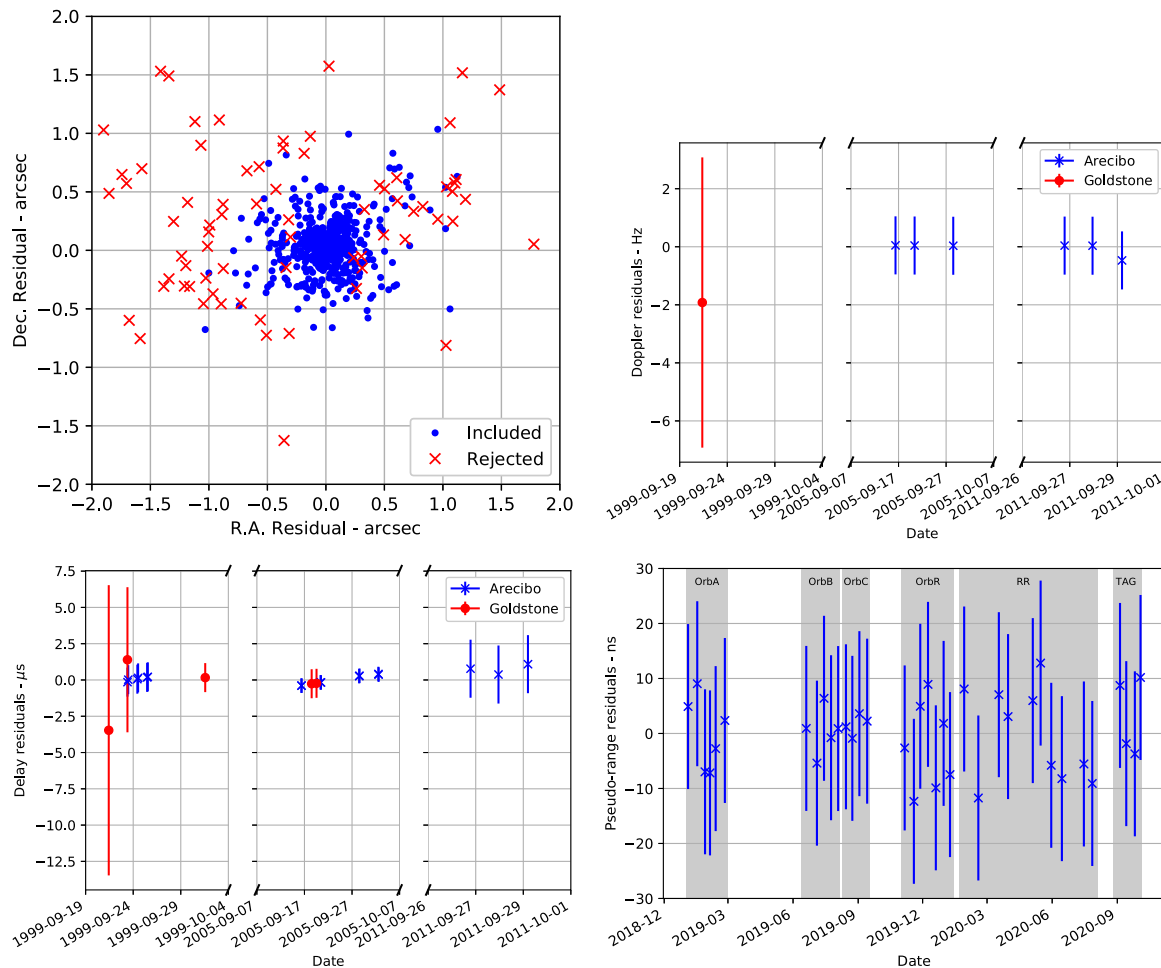 2.0
1.5
1.0
0.5
0.0
−0.5
−1.0
−1.5
−2.0
Dec. Residual - arcsec
Included
Rejected
−2.0 −1.5 −1.0 −0.5 0.0 0.5 1.0 1.5 2.0
R.A. Residual - arcsec
2
0
−2
−4
−6
Doppler residuals - Hz
Arecibo
Goldstone
1999-09-19 1999-09-24 1999-09-29 1999-10-04 2005-09-07 2005-09-17 2005-09-27 2005-10-07 2011-09-26 2011-09-27 2011-09-29 2011-10-01
Date
7.5
5.0
2.5
0.0
−2.5
−5.0
−7.5
−10.0
−12.5
Delay residuals - μs
Arecibo
Goldstone
1999-09-19 1999-09-24 1999-09-29 1999-10-04 2005-09-07 2005-09-17 2005-09-27 2005-10-07 2011-09-26 2011-09-27 2011-09-29 2011-10-01
Date
30
20
10
0
−10
−20
−30
Pseudo-range residuals - ns
OrbA OrbB OrbC OrbR RR TAG
2018-12 2019-03 2019-06 2019-09 2019-12 2020-03 2020-06 2020-09
Date